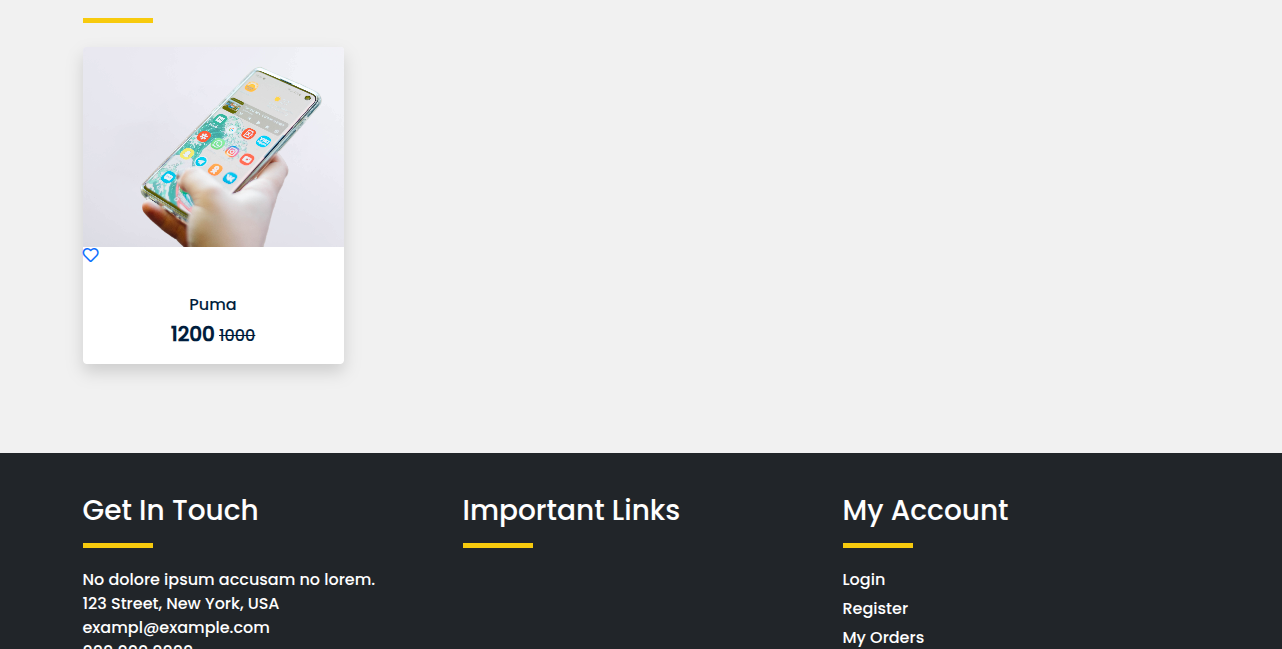 Puma
1200 1000
Get In Touch
No dolore ipsum accusam no lorem.
123 Street, New York, USA
exampl@example.com
Important Links
My Account
Login
Register
My Orders